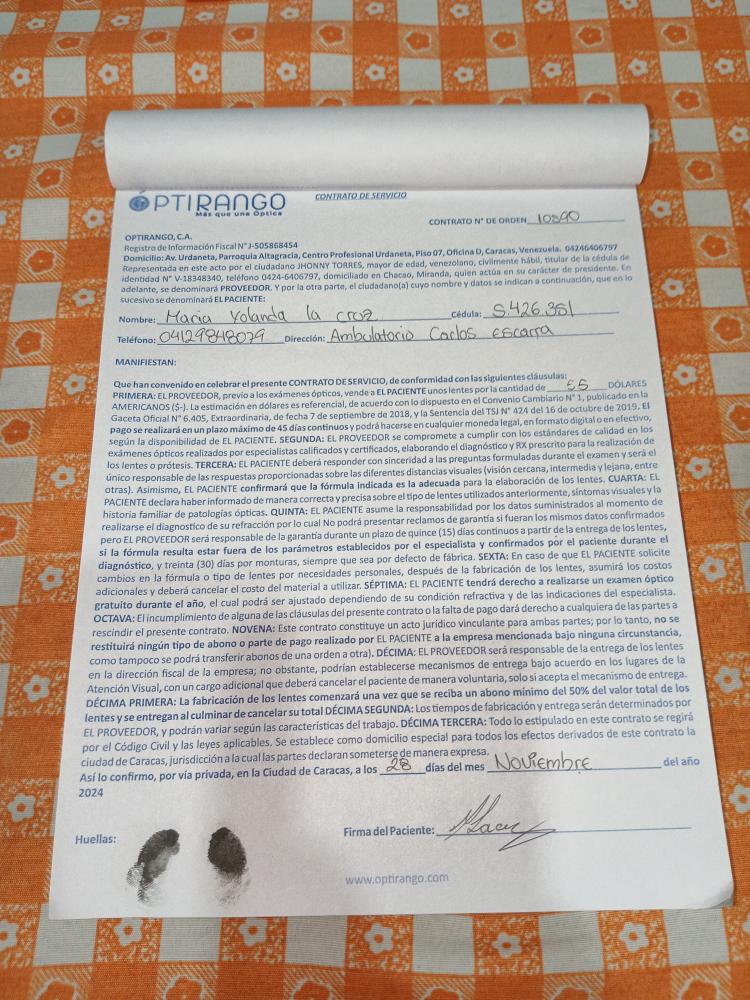 ÓPTIRANGO
Más que una Óptica
CONTRATO DE SERVICIO
CONTRATO N° DE ORDEN 10590
OPTIRANGO, C.A.
Registro de Información Fiscal N° J-505868454
Domicilio: Av. Urdaneta, Parroquia Altagracia, Centro Profesional Urdaneta, Piso 07, Oficina D, Caracas, Venezuela. 04246406797
Representada en este acto por el ciudadano JHONNY TORRES, mayor de edad, venezolano, civilmente hábil, titular de la cédula de
identidad N° V-18348340, teléfono 0424-6406797, domiciliado en Chacao, Miranda, quien actúa en su carácter de presidente. En
adelante, se denominará PROVEEDOR. Y por la otra parte, el ciudadano(a) cuyo nombre y datos se indican a continuación, que en lo
sucesivo se denominará EL PACIENTE:
Nombre: Maria Yolanda la cruz Cédula: 5.426.351
Teléfono: 04129848079 Dirección: Ambulatorio Carlos escarra
MANIFIESTAN:
Que han convenido en celebrar el presente CONTRATO DE SERVICIO, de conformidad con las siguientes cláusulas:
PRIMERA: EL PROVEEDOR, previo a los exámenes ópticos, vende a EL PACIENTE unos lentes por la cantidad de 55 DÓLARES
AMERICANOS ($-). La estimación en dólares es referencial, de acuerdo con lo dispuesto en el Convenio Cambiario N° 1, publicado en la
Gaceta Oficial N° 6.405, Extraordinaria, de fecha 7 de septiembre de 2018, y la Sentencia del TSJ N° 424 del 16 de octubre de 2019. El
pago se realizará en un plazo máximo de 45 días continuos y podrá hacerse en cualquier moneda legal, en formato digital o en efectivo,
según la disponibilidad de EL PACIENTE. SEGUNDA: EL PROVEEDOR se compromete a cumplir con los estándares de calidad en los
exámenes ópticos realizados por especialistas calificados y certificados, elaborando el diagnóstico y RX prescrito para la realización de
los lentes o prótesis. TERCERA: EL PACIENTE deberá responder con sinceridad a las preguntas formuladas durante el examen y será el
único responsable de las respuestas proporcionadas sobre las diferentes distancias visuales (visión cercana, intermedia y lejana, entre
otras). Asimismo, EL PACIENTE confirmará que la fórmula indicada es la adecuada para la elaboración de los lentes. CUARTA: EL
PACIENTE declara haber informado de manera correcta y precisa sobre el tipo de lentes utilizados anteriormente, síntomas visuales y la
historia familiar de patologías ópticas. QUINTA: EL PACIENTE asume la responsabilidad por los datos suministrados al momento de
realizarse el diagnostico de su refracción por lo cual No podrá presentar reclamos de garantía si fueran los mismos datos confirmados
pero EL PROVEEDOR será responsable de la garantía durante un plazo de quince (15) días continuos a partir de la entrega de los lentes,
si la fórmula resulta estar fuera de los parámetros establecidos por el especialista y confirmados por el paciente durante el
diagnóstico, y treinta (30) días por monturas, siempre que sea por defecto de fábrica. SEXTA: En caso de que EL PACIENTE solicite
cambios en la fórmula o tipo de lentes por necesidades personales, después de la fabricación de los lentes, asumirá los costos
adicionales y deberá cancelar el costo del material a utilizar. SÉPTIMA: EL PACIENTE tendrá derecho a realizarse un examen óptico
gratuito durante el año, el cual podrá ser ajustado dependiendo de su condición refractiva y de las indicaciones del especialista.
OCTAVA: El incumplimiento de alguna de las cláusulas del presente contrato o la falta de pago dará derecho a cualquiera de las partes a
rescindir el presente contrato. NOVENA: Este contrato constituye un acto jurídico vinculante para ambas partes; por lo tanto, no se
restituirá ningún tipo de abono o parte de pago realizado por EL PACIENTE a la empresa mencionada bajo ninguna circunstancia,
como tampoco se podrá transferir abonos de una orden a otra). DÉCIMA: EL PROVEEDOR será responsable de la entrega de los lentes
en la dirección fiscal de la empresa; no obstante, podrían establecerse mecanismos de entrega bajo acuerdo en los lugares de la
Atención Visual, con un cargo adicional que deberá cancelar el paciente de manera voluntaria, solo si acepta el mecanismo de entrega.
DÉCIMA PRIMERA: La fabricación de los lentes comenzará una vez que se reciba un abono mínimo del 50% del valor total de los
lentes y se entregan al culminar de cancelar su total DÉCIMA SEGUNDA: Los tiempos de fabricación y entrega serán determinados por
EL PROVEEDOR, y podrán variar según las características del trabajo. DÉCIMA TERCERA: Todo lo estipulado en este contrato se regirá
por el Código Civil y las leyes aplicables. Se establece como domicilio especial para todos los efectos derivados de este contrato la
ciudad de Caracas, jurisdicción a la cual las partes declaran someterse de manera expresa.
Así lo confirmo, por vía privada, en la Ciudad de Caracas, a los 28 días del mes Noviembre del año
2024
Huellas:
Firma del Paciente:
www.optirango.com